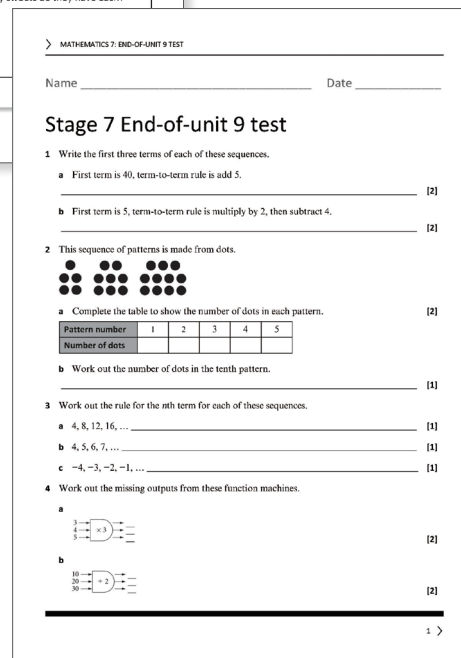 MATHEMATICS 7: END-OF-UNIT 9 TEST
Name Date
Stage 7 End-of-unit 9 test
1 Write the first three terms of each of these sequences.
a First term is 40, term-to-term rule is add 5.
[2]
b First term is 5, term-to-term rule is multiply by 2, then subtract 4.
[2]
2 This sequence of patterns is made from dots.
a Complete the table to show the number of dots in each pattern. [2]
Pattern number 1 2 3 4 5
Number of dots
b Work out the number of dots in the tenth pattern.
[1]
3 Work out the rule for the nth term for each of these sequences.
a 4, 8, 12, 16, … [1]
b 4, 5, 6, 7, … [1]
c −4, −3, −2, −1, … [1]
4 Work out the missing outputs from these function machines.
a
3
4 × 3
5
[2]
b
10
20 ÷ 2
30
[2]
1